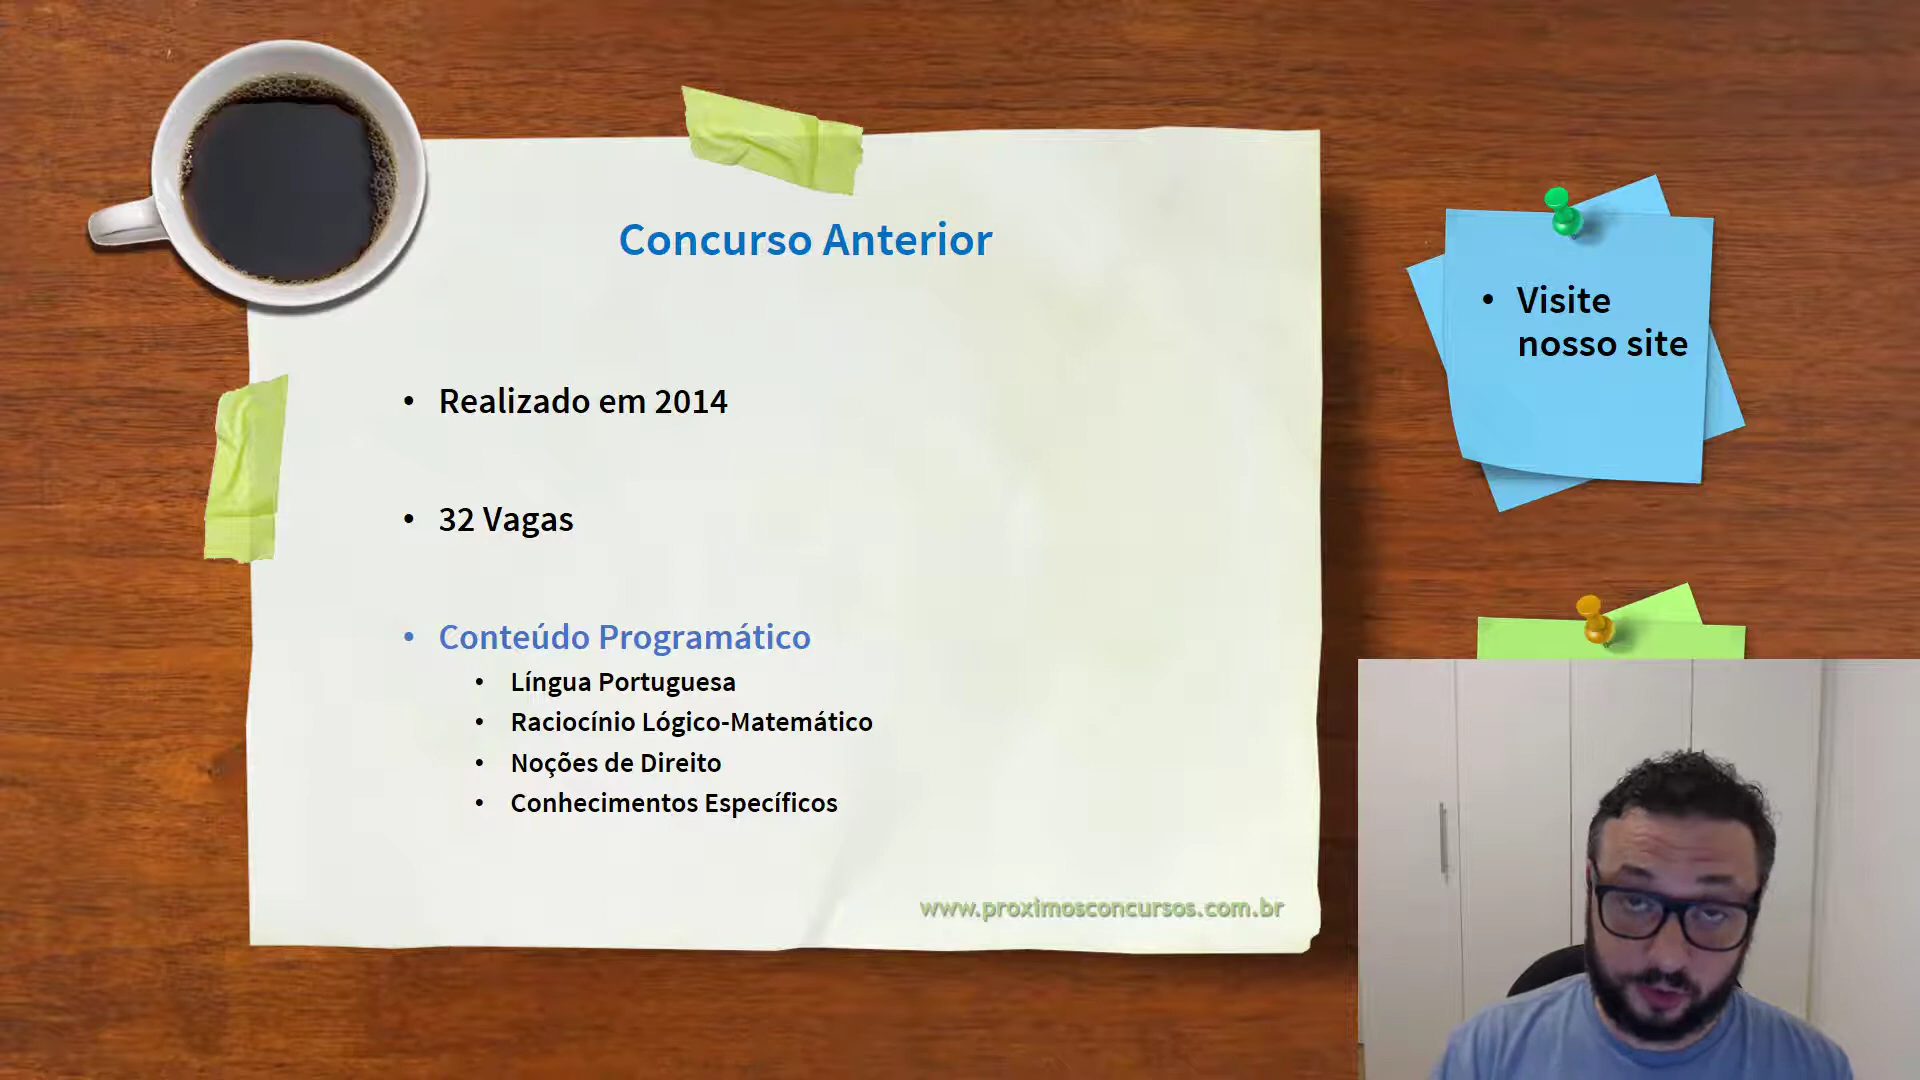 Concurso Anterior
• Realizado em 2014
• 32 Vagas
• Conteúdo Programático
• Língua Portuguesa
• Raciocínio Lógico-Matemático
• Noções de Direito
• Conhecimentos Específicos
www.proximosconcursos.com.br
• Visite
nosso site